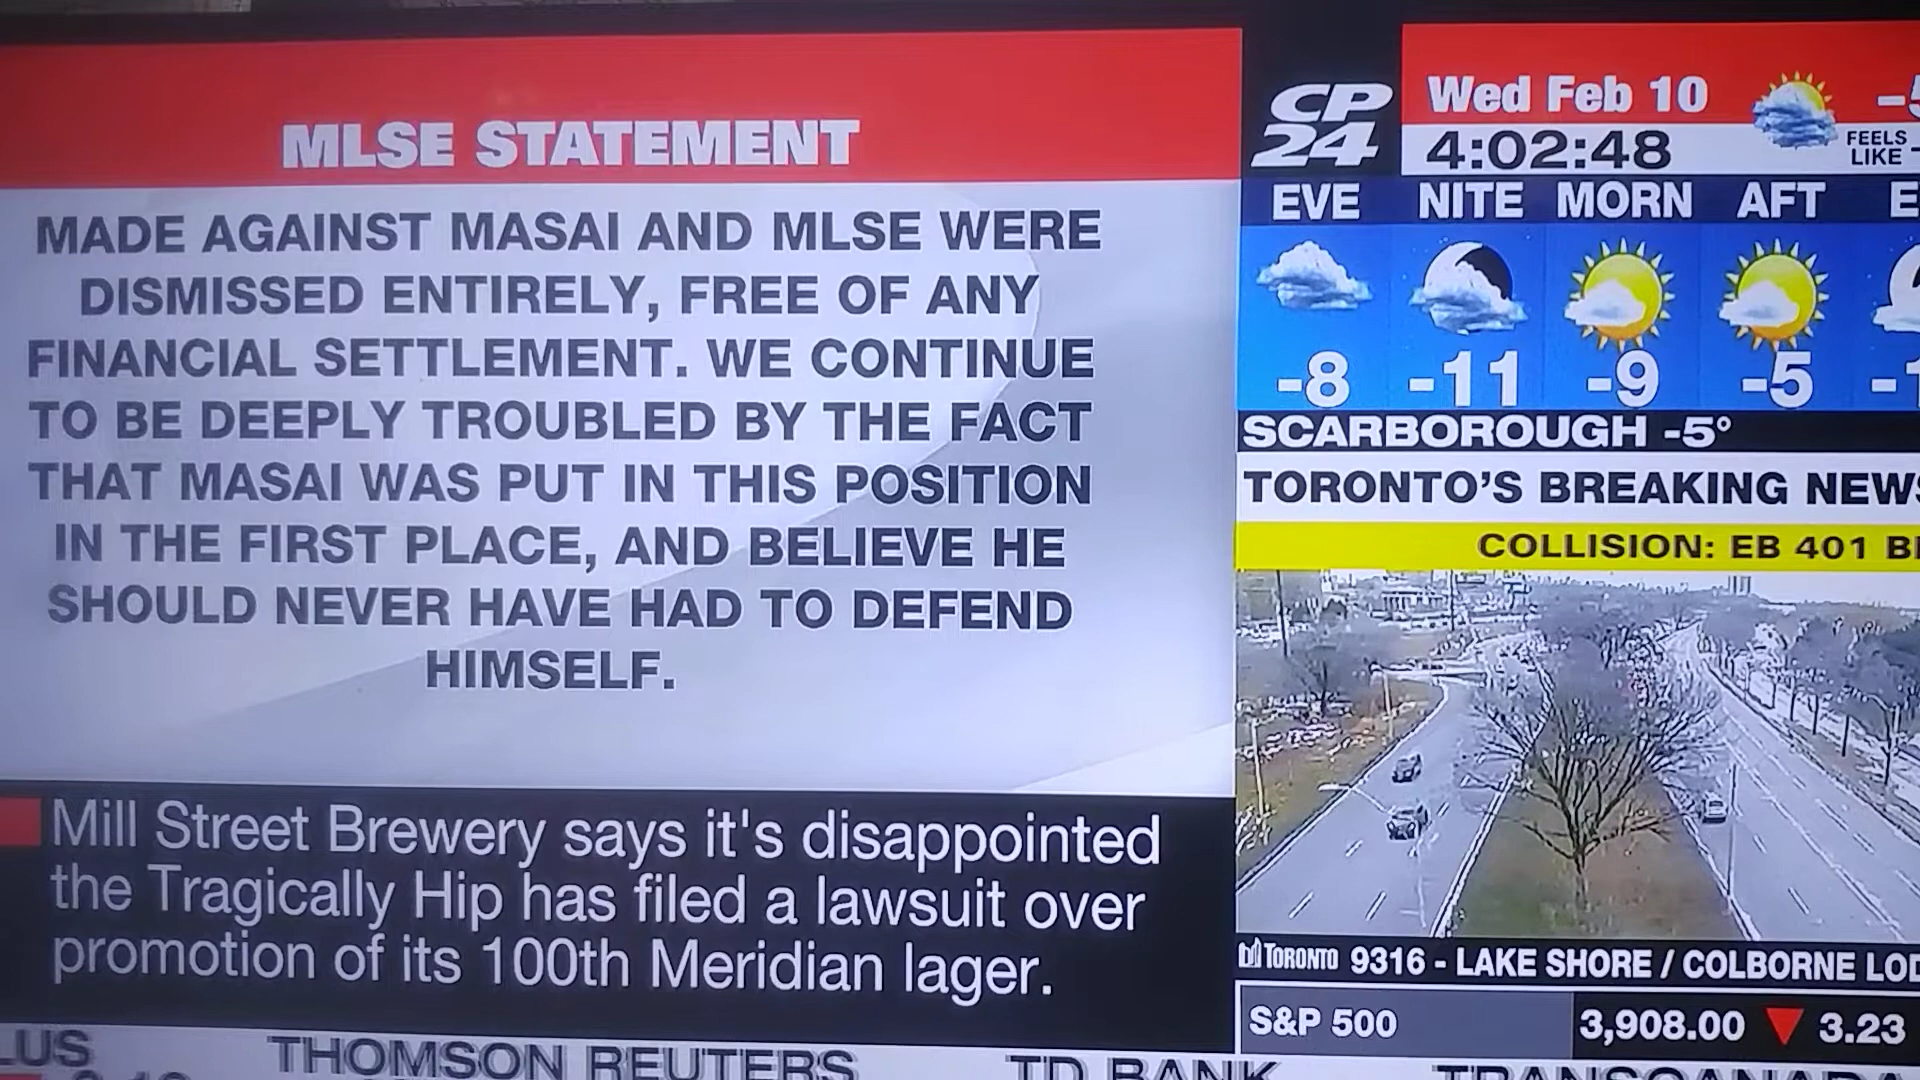 MLSE STATEMENT
MADE AGAINST MASAI AND MLSE WERE
DISMISSED ENTIRELY, FREE OF ANY
FINANCIAL SETTLEMENT. WE CONTINUE
TO BE DEEPLY TROUBLED BY THE FACT
THAT MASAI WAS PUT IN THIS POSITION
IN THE FIRST PLACE, AND BELIEVE HE
SHOULD NEVER HAVE HAD TO DEFEND
HIMSELF.
Mill Street Brewery says it's disappointed
the Tragically Hip has filed a lawsuit over
promotion of its 100th Meridian lager.
CP
24
Wed Feb 10
4:02:48
FEELS
LIKE
EVE NITE MORN AFT
-8 -11 -9 -5
SCARBOROUGH -5°
TORONTO'S BREAKING NEWS
COLLISION: EB 401
TORONTO 9316 - LAKE SHORE / COLBORNE
S&P 500 3,908.00 3.23
THOMSON REUTERS TD BANK TRANSCANADA